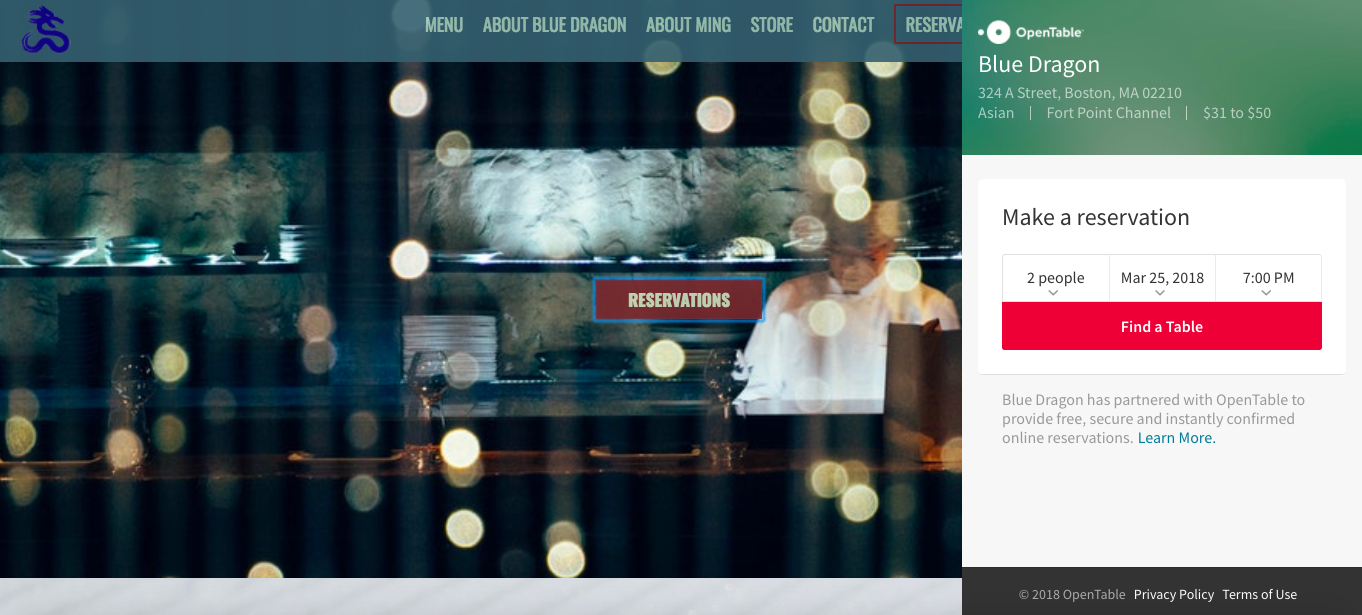 MENU ABOUT BLUE DRAGON ABOUT MING STORE CONTACT RESERVA
RESERVATIONS
OpenTable
Blue Dragon
324 A Street, Boston, MA 02210
Asian | Fort Point Channel | $31 to $50
Make a reservation
2 people Mar 25, 2018 7:00 PM
Find a Table
Blue Dragon has partnered with OpenTable to
provide free, secure and instantly confirmed
online reservations. Learn More.
© 2018 OpenTable Privacy Policy Terms of Use